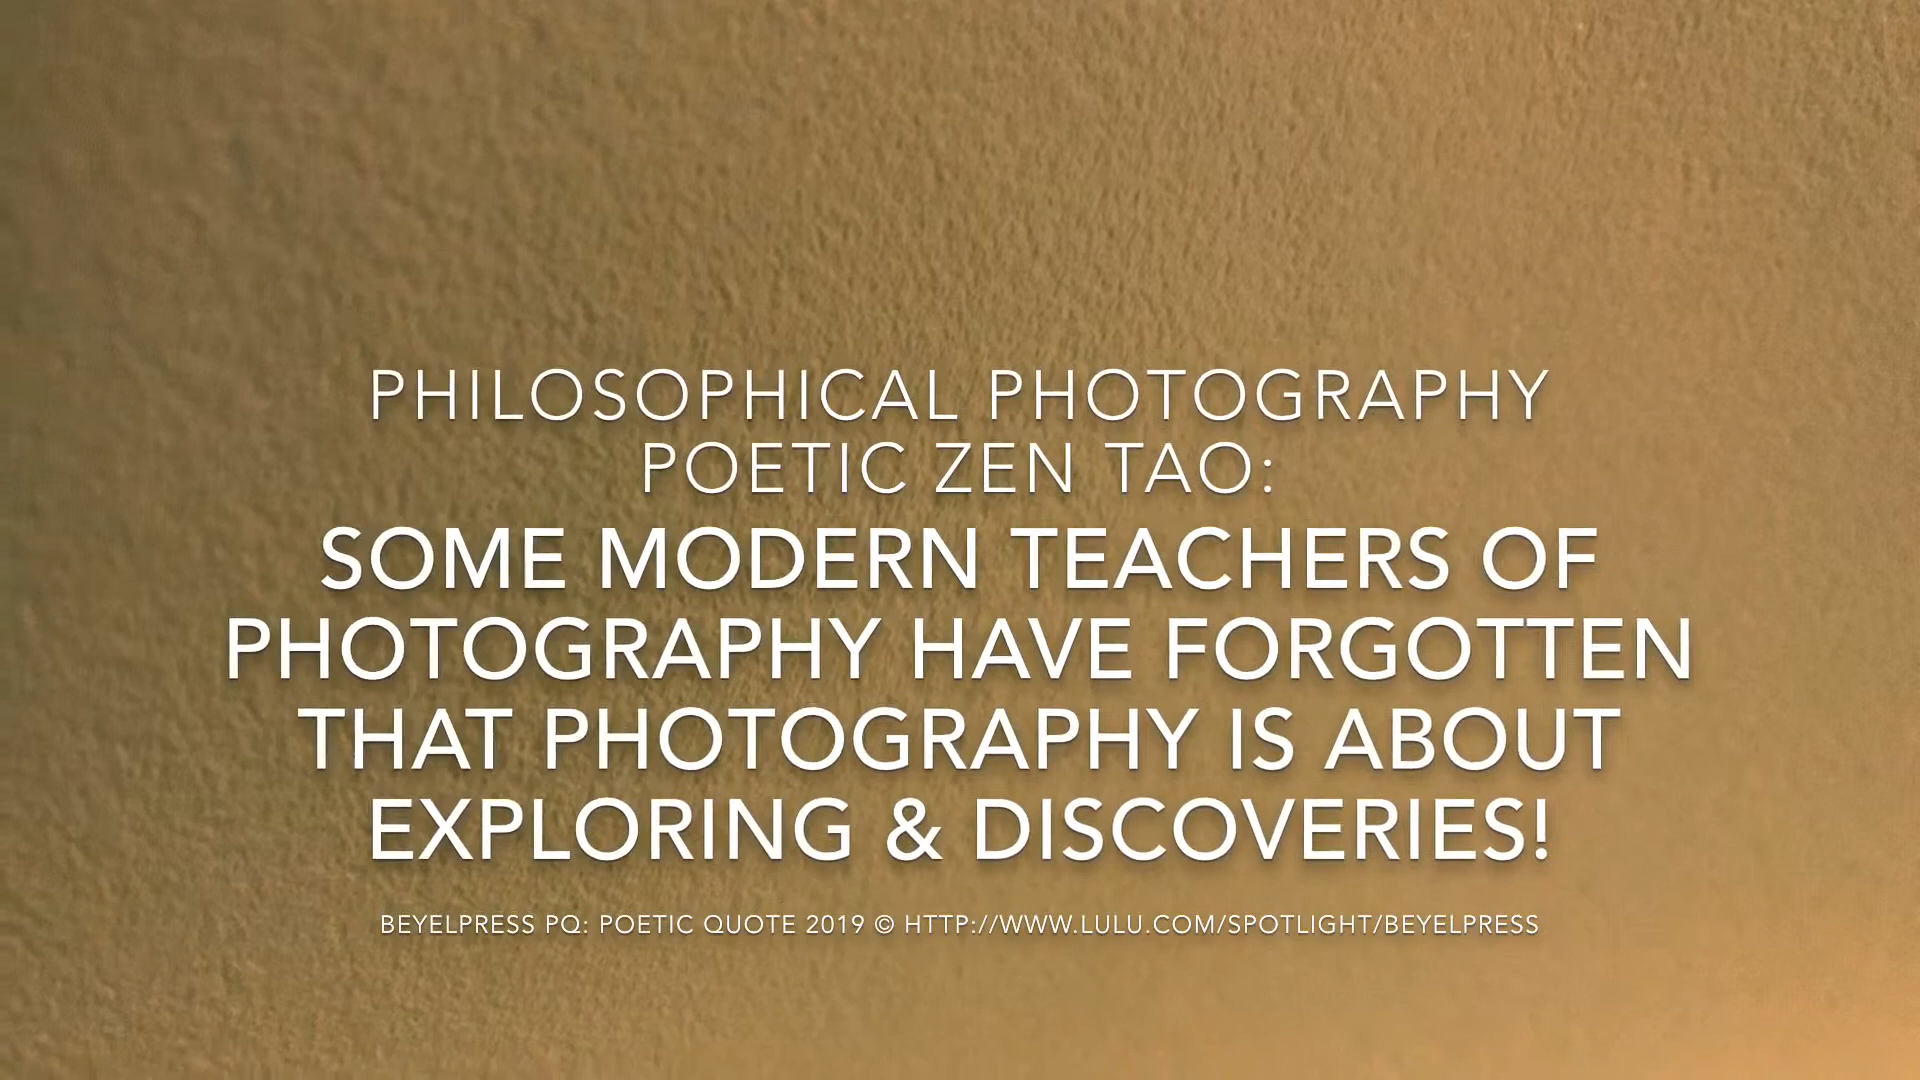 PHILOSOPHICAL PHOTOGRAPHY
POETIC ZEN TAO:
SOME MODERN TEACHERS OF
PHOTOGRAPHY HAVE FORGOTTEN
THAT PHOTOGRAPHY IS ABOUT
EXPLORING & DISCOVERIES!
BEYELPRESS PQ: POETIC QUOTE 2019 © HTTP://WWW.LULU.COM/SPOTLIGHT/BEYELPRESS